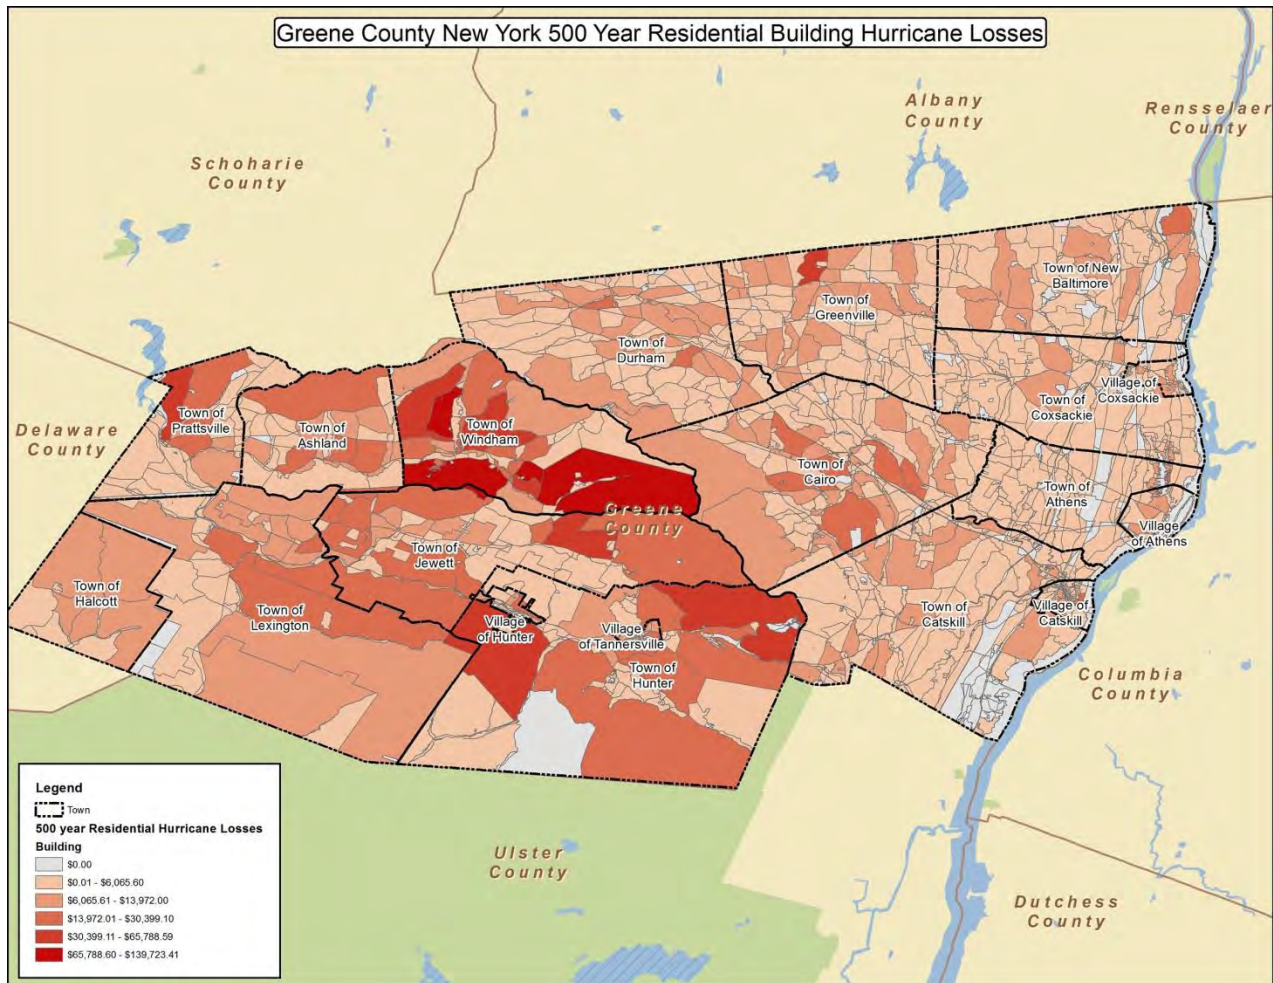 Greene County New York 500 Year Residential Building Hurricane Losses
Albany
County
Rensselaer
County
Schoharie
County
Town of New
Baltimore
Town of
Greenville
Town of
Durham
Village of
Coxsackie
Town of
Coxsackie
Town of
Prattsville
Town of
Ashland
Town of
Windham
Delaware
County
Town of
Cairo
Town of
Athens
Greene
County
Village
of Athens
Town of
Jewett
Town of
Halcott
Town of
Lexington
Village
of Hunter
Village
of Tannersville
Town of
Catskill
Village of
Catskill
Town of
Hunter
Columbia
County
Ulster
County
Dutchess
County
Legend
Town
500 year Residential Hurricane Losses
Building
$0.00
$0.01 - $6,065.60
$6,065.61 - $13,972.00
$13,972.01 - $30,399.10
$30,399.11 - $65,788.59
$65,788.60 - $139,723.41